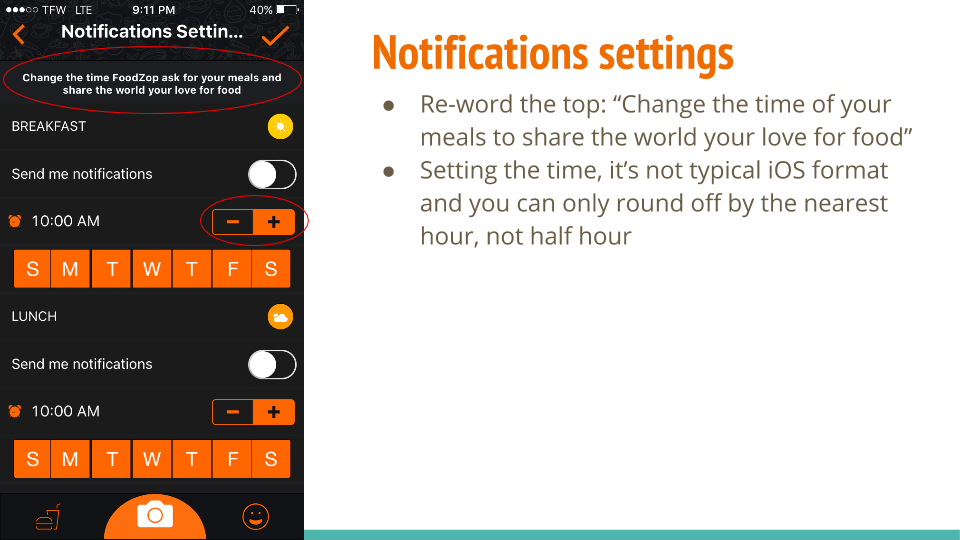 TFW LTE 9:11 PM 40%
Notifications Settin...
Change the time FoodZop ask for your meals and
share the world your love for food
BREAKFAST
Send me notifications
10:00 AM − +
S M T W T F S
LUNCH
Send me notifications
10:00 AM − +
S M T W T F S
Notifications settings
● Re-word the top: “Change the time of your
meals to share the world your love for food”
● Setting the time, it’s not typical iOS format
and you can only round off by the nearest
hour, not half hour